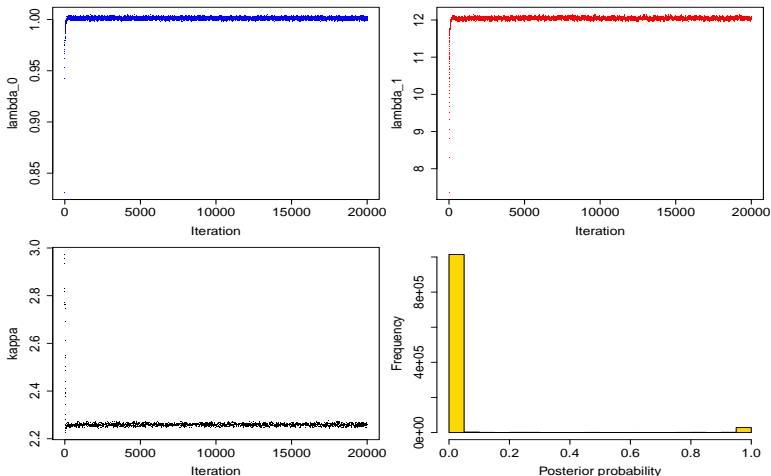 lambda_0
0.85 0.90 0.95 1.00
0 5000 10000 15000 20000
Iteration
lambda_1
8 9 10 11 12
0 5000 10000 15000 20000
Iteration
kappa
2.2 2.4 2.6 2.8 3.0
0 5000 10000 15000 20000
Iteration
Frequency
0e+00 4e+05 8e+05
0.0 0.2 0.4 0.6 0.8 1.0
Posterior probability